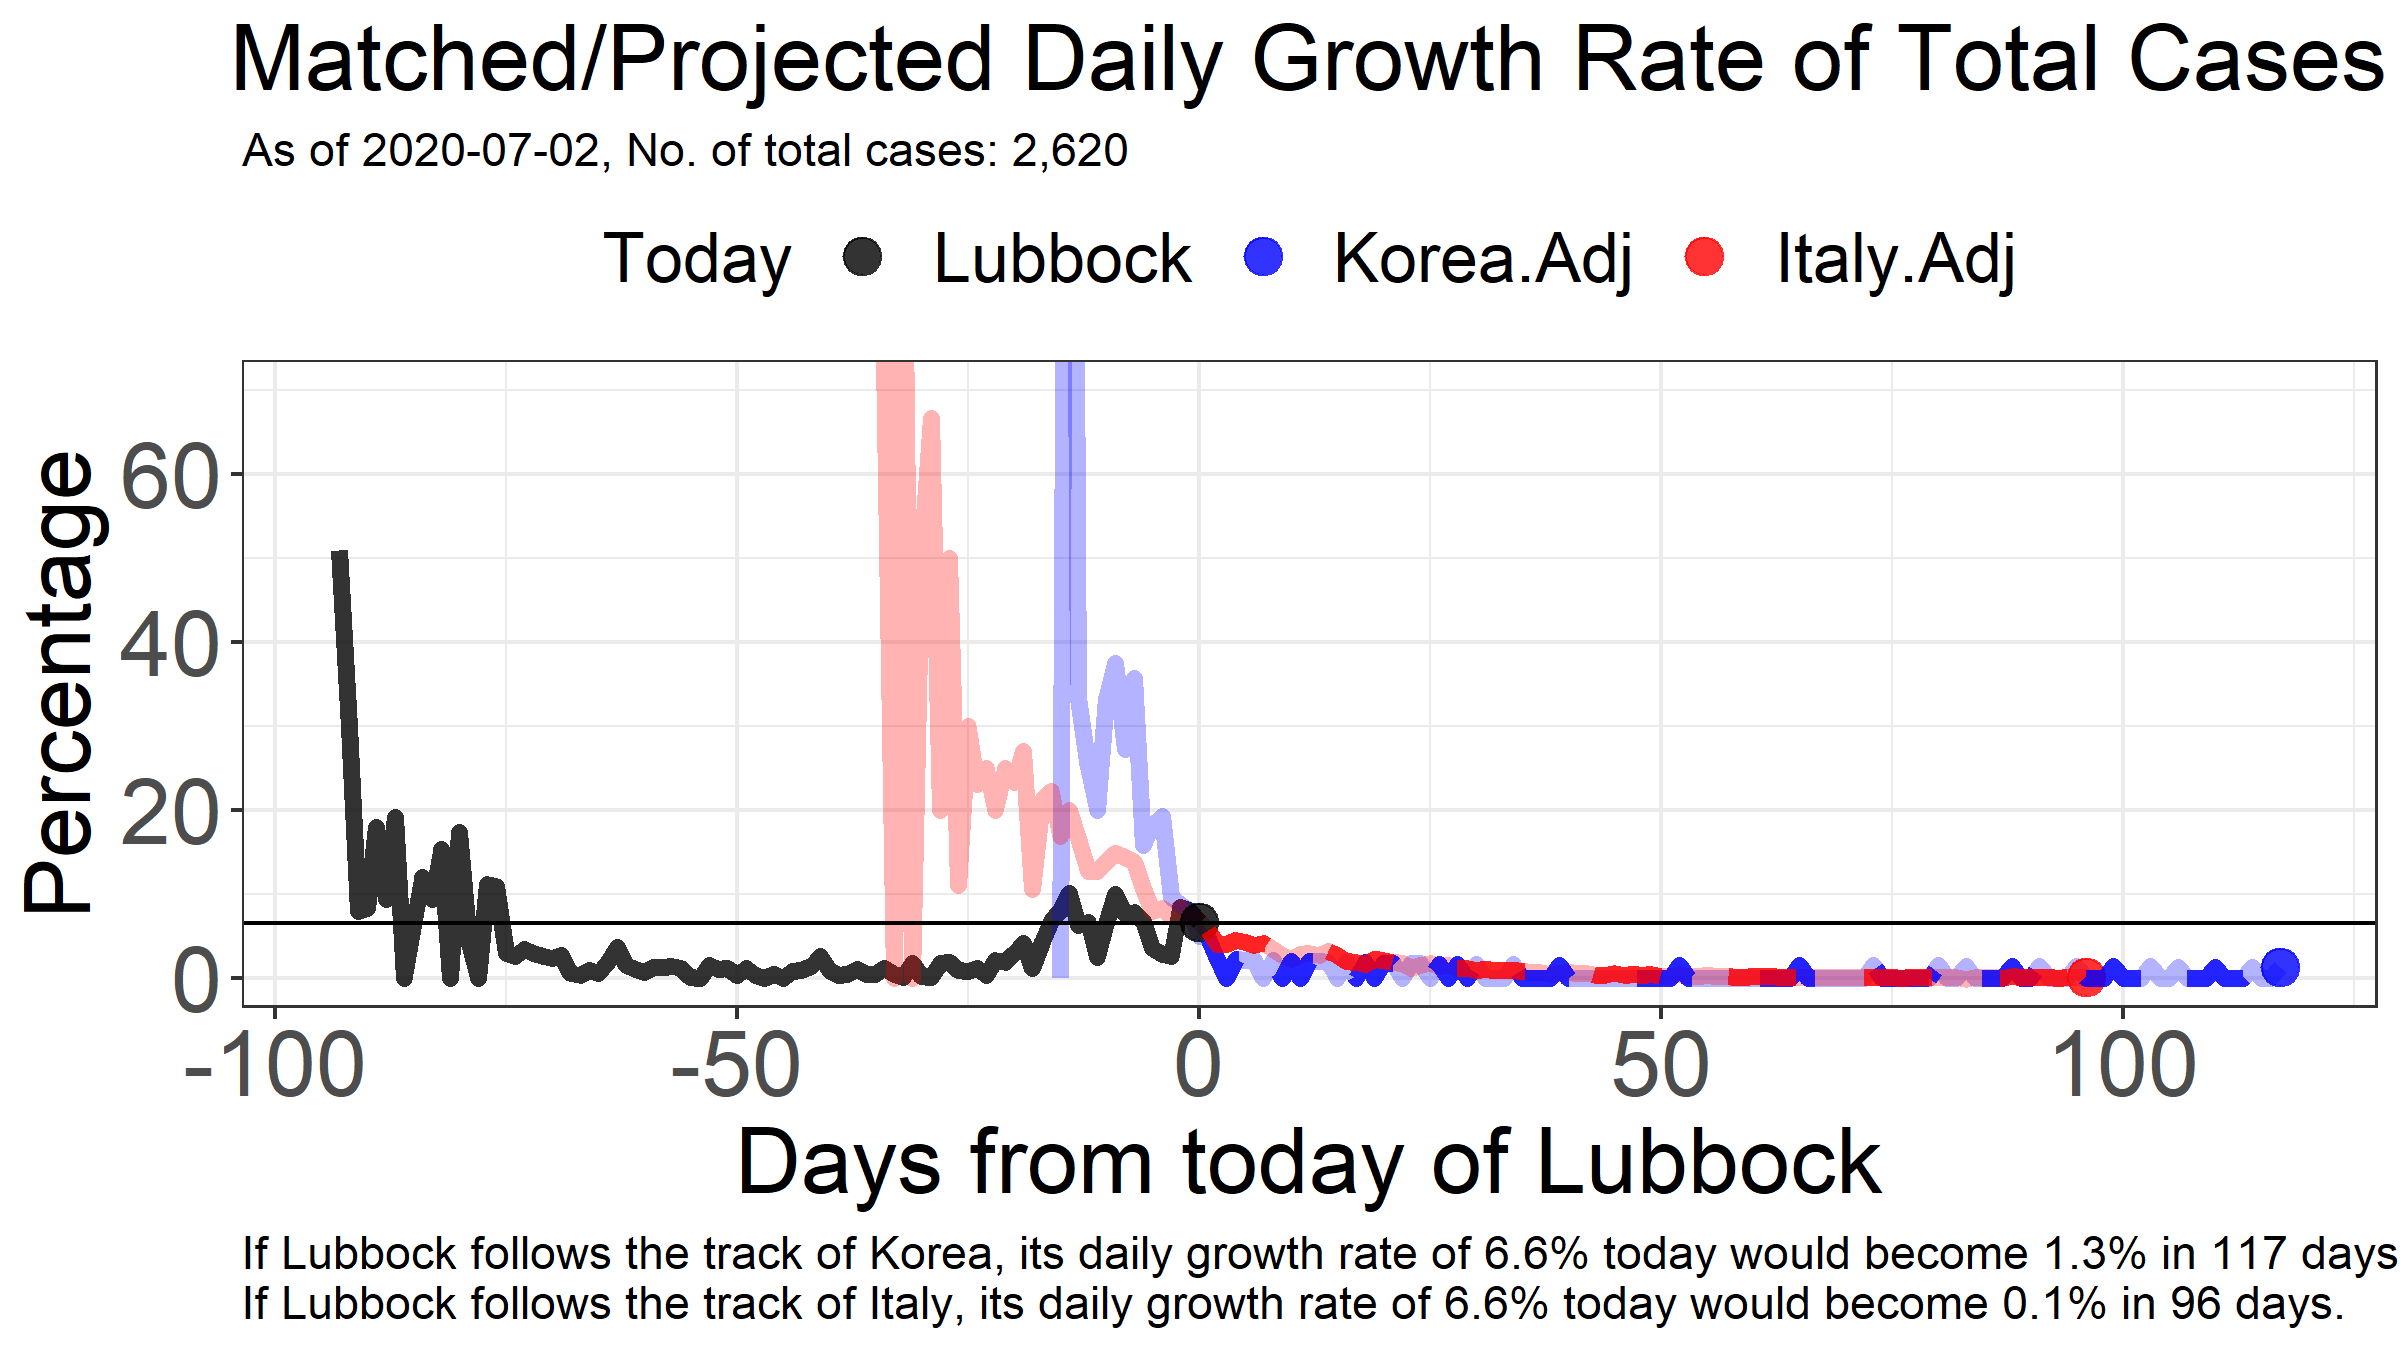 Matched/Projected Daily Growth Rate of Total Cases
As of 2020-07-02, No. of total cases: 2,620
Today Lubbock Korea.Adj Italy.Adj
Percentage
60
40
20
0
-100 -50 0 50 100
Days from today of Lubbock
If Lubbock follows the track of Korea, its daily growth rate of 6.6% today would become 1.3% in 117 days
If Lubbock follows the track of Italy, its daily growth rate of 6.6% today would become 0.1% in 96 days.